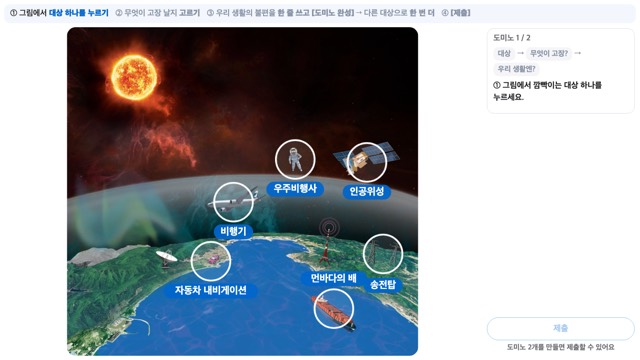 ① 그림에서 대상 하나를 누르기 ② 무엇이 고장 날지 고르기 ③ 우리 생활의 불편을 한 줄 쓰고 [도미노 완성] → 다른 대상으로 한 번 더 ④ [제출]
도미노 1 / 2
대상 → 무엇이 고장? →
우리 생활엔?
① 그림에서 깜빡이는 대상 하나를
누르세요.
우주비행사
인공위성
비행기
먼바다의 배
송전탑
자동차 내비게이션
제출
도미노 2개를 만들면 제출할 수 있어요